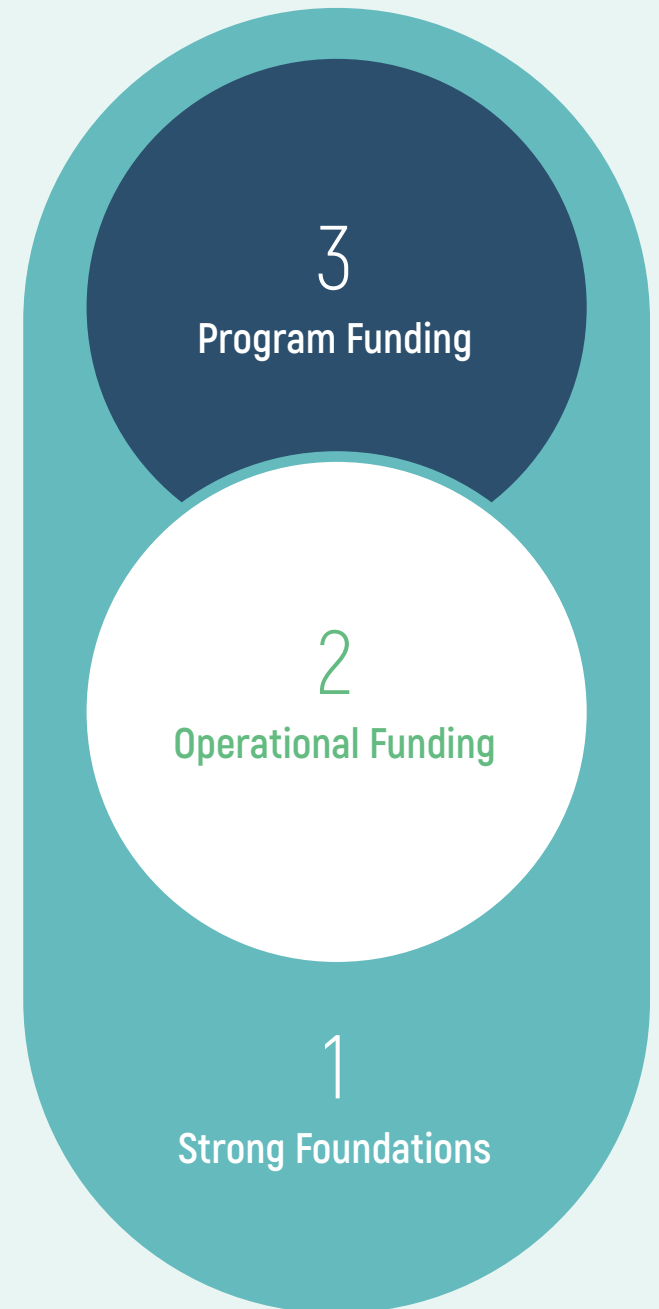 3
Program Funding
2
Operational Funding
1
Strong Foundations